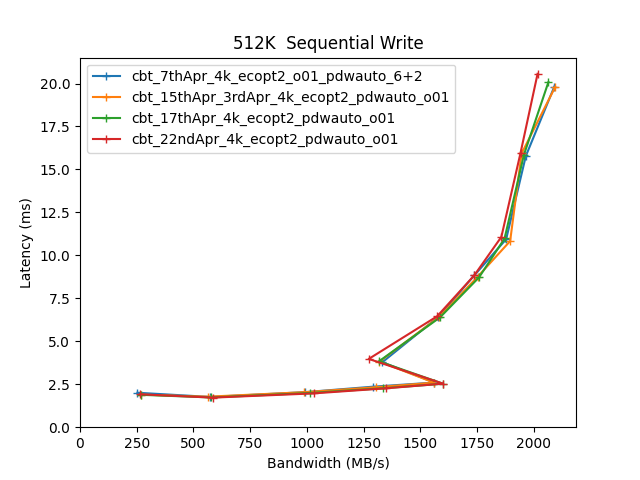 512K  Sequential Write
cbt_7thApr_4k_ecopt2_o01_pdwauto_6+2
cbt_15thApr_3rdApr_4k_ecopt2_pdwauto_o01
cbt_17thApr_4k_ecopt2_pdwauto_o01
cbt_22ndApr_4k_ecopt2_pdwauto_o01
20.0
17.5
15.0
12.5
10.0
7.5
5.0
2.5
0.0
Latency (ms)
0 250 500 750 1000 1250 1500 1750 2000
Bandwidth (MB/s)